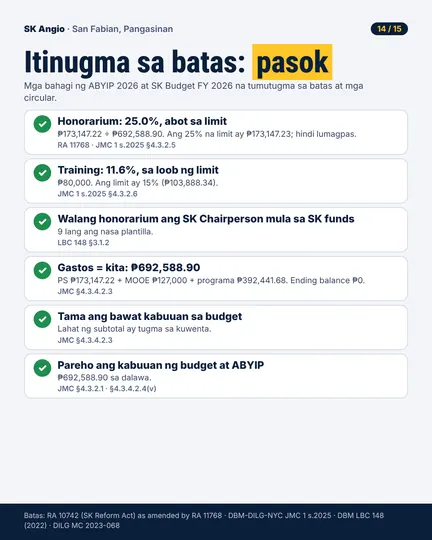 SK Angio · San Fabian, Pangasinan
14 / 15
Itinugma sa batas: pasok
Mga bahagi ng ABYIP 2026 at SK Budget FY 2026 na tumutugma sa batas at mga
circular.
Honorarium: 25.0%, abot sa limit
₱173,147.22 ÷ ₱692,588.90. Ang 25% na limit ay ₱173,147.23; hindi lumagpas.
RA 11768 · JMC 1 s.2025 §4.3.2.5
Training: 11.6%, sa loob ng limit
₱80,000. Ang limit ay 15% (₱103,888.34).
JMC 1 s.2025 §4.3.2.6
Walang honorarium ang SK Chairperson mula sa SK funds
9 lang ang nasa plantilla.
LBC 148 §3.1.2
Gastos = kita: ₱692,588.90
PS ₱173,147.22 + MOOE ₱127,000 + programa ₱392,441.68. Ending balance ₱0.
JMC §4.3.4.2.3
Tama ang bawat kabuuan sa budget
Lahat ng subtotal ay tugma sa kuwenta.
JMC §4.3.4.2.3
Pareho ang kabuuan ng budget at ABYIP
₱692,588.90 sa dalawa.
JMC §4.3.2.1 · §4.3.4.2.4(v)
Batas: RA 10742 (SK Reform Act) as amended by RA 11768 · DBM-DILG-NYC JMC 1 s.2025 · DBM LBC 148
(2022) · DILG MC 2023-068